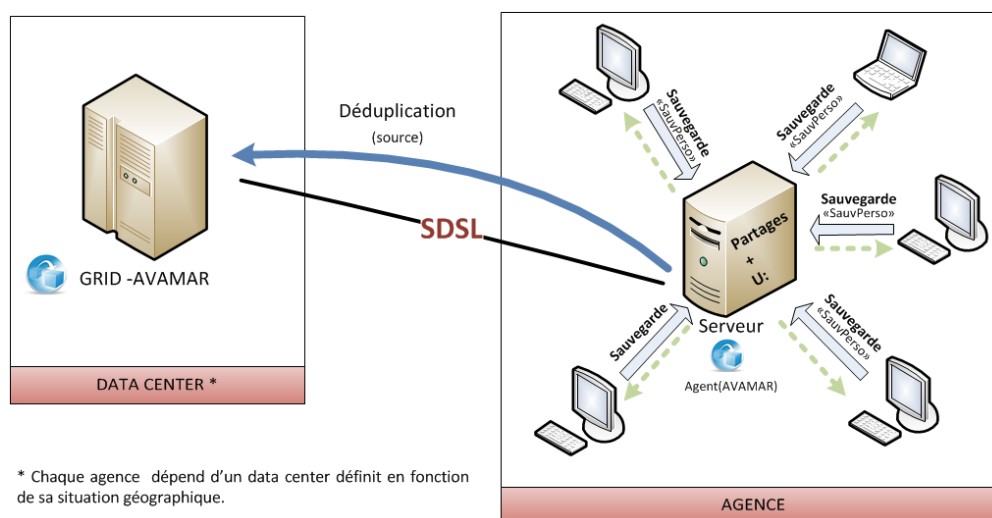 Déduplication
(source)
SDSL
GRID -AVAMAR
DATA CENTER *
* Chaque agence dépend d’un data center définit en fonction
de sa situation géographique.
Sauvegarde
«SauvPerso»
Sauvegarde
«SauvPerso»
Sauvegarde
«SauvPerso»
Partages
+
U:
Serveur
Agent(AVAMAR)
Sauvegarde
Sauvegarde
«SauvPerso»
AGENCE